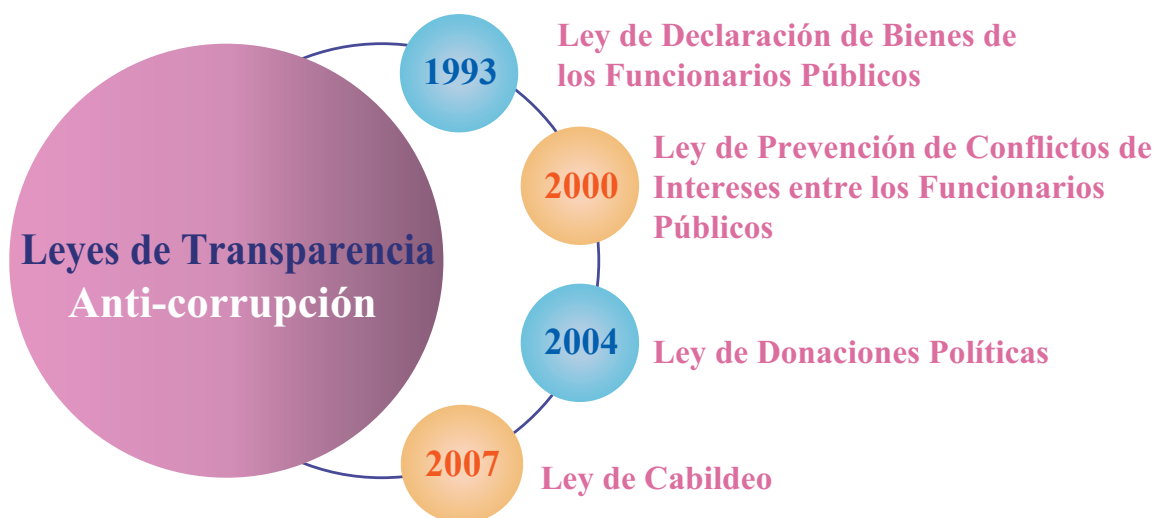 Leyes de Transparencia
Anti-corrupción
1993
Ley de Declaración de Bienes de
los Funcionarios Públicos
2000
Ley de Prevención de Conflictos de
Intereses entre los Funcionarios
Públicos
2004
Ley de Donaciones Políticas
2007
Ley de Cabildeo